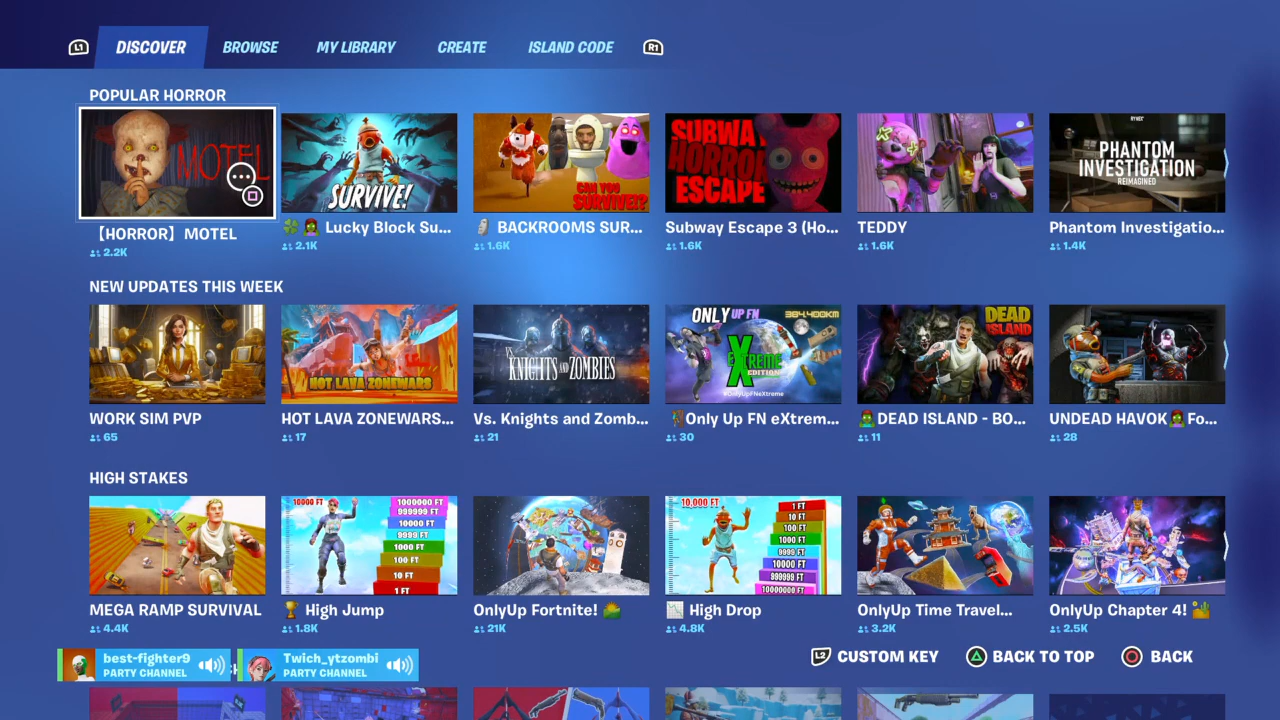 L1 DISCOVER BROWSE MY LIBRARY CREATE ISLAND CODE R1
POPULAR HORROR
MOTEL
SURVIVE!
CAN YOU SURVIVE!?
SUBWAY HORROR ESCAPE
PHANTOM INVESTIGATION
REIMAGINED
【HORROR】 MOTEL
2.2K
🍀🧟‍♀️ Lucky Block Su...
2.1K
BACKROOMS SUR...
1.6K
Subway Escape 3 (Ho...
1.6K
TEDDY
1.6K
Phantom Investigatio...
1.4K
NEW UPDATES THIS WEEK
HOT LAVA ZONEWARS
VS. KNIGHTS AND ZOMBIES
ONLY UP FN
384.400KM
EXTREME
EDITION
#OnlyUpFNeXtreme
DEAD ISLAND
WORK SIM PVP
65
HOT LAVA ZONEWARS...
17
Vs. Knights and Zomb...
21
Only Up FN eXtrem...
30
🧟‍♂️DEAD ISLAND - BO...
11
UNDEAD HAVOK🧟‍♀️Fo...
28
HIGH STAKES
10000 FT
1000000 FT
999999 FT
10000 FT
9999 FT
1000 FT
100 FT
10 FT
1 FT
10,000 FT
1 FT
10 FT
100 FT
1000 FT
9999 FT
10000 FT
999999 FT
10000000 FT
MEGA RAMP SURVIVAL
4.4K
🏆 High Jump
1.8K
OnlyUp Fortnite! 🌄
21K
📉 High Drop
4.8K
OnlyUp Time Travel...
3.2K
OnlyUp Chapter 4! 🏜️
2.5K
best-fighter9
PARTY CHANNEL
Twich_ytzombi
PARTY CHANNEL
L2 CUSTOM KEY BACK TO TOP BACK